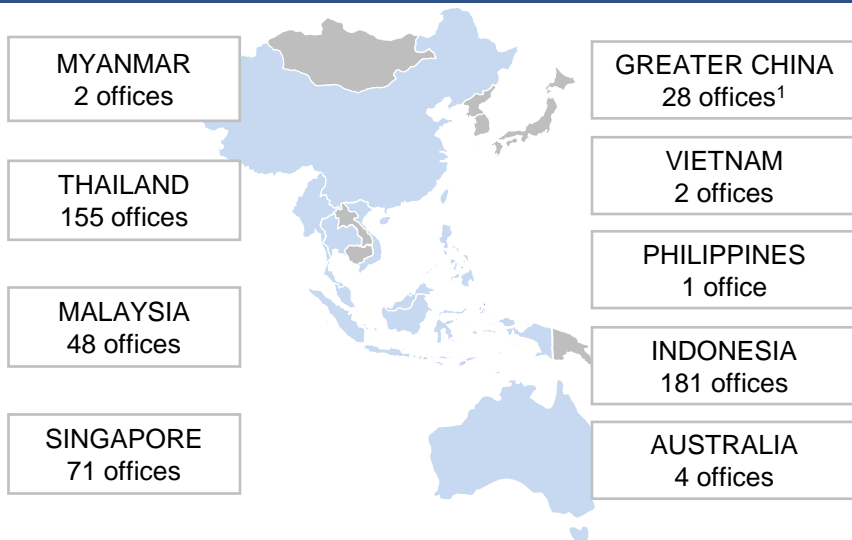 MYANMAR
2 offices
THAILAND
155 offices
MALAYSIA
48 offices
SINGAPORE
71 offices
GREATER CHINA
28 offices¹
VIETNAM
2 offices
PHILIPPINES
1 office
INDONESIA
181 offices
AUSTRALIA
4 offices